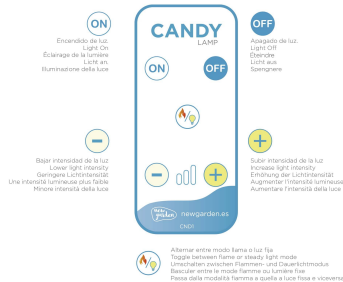 ON
Encendido de luz
Light On
Éclairage de la lumière
Licht an
Illuminazione della luce
CANDY
LAMP
ON
OFF
OFF
Apagado de luz
Light Off
Eteindre
Licht aus
Spengnere
Bajar intensidad de la luz
Lower light intensity
Geringere Lichtintensität
Une intensité lumineuse plus faible
Minore intensità della luce
Subir intensidad de la luz
Increase light intensity
Erhöhung der Lichtintensität
Augmenter l'intensité lumineuse
Aumentare l'intensità della luce
new garden
newgarden.es
CND1
Alternar entre modo llama o luz fija
Toggle between flame or steady light mode
Umschalten zwischen Flammen- und Dauerlichtmodus
Basculer entre le mode flamme ou lumière fixe
Passa dalla modalità fiamma a quella a luce fissa e viceversa